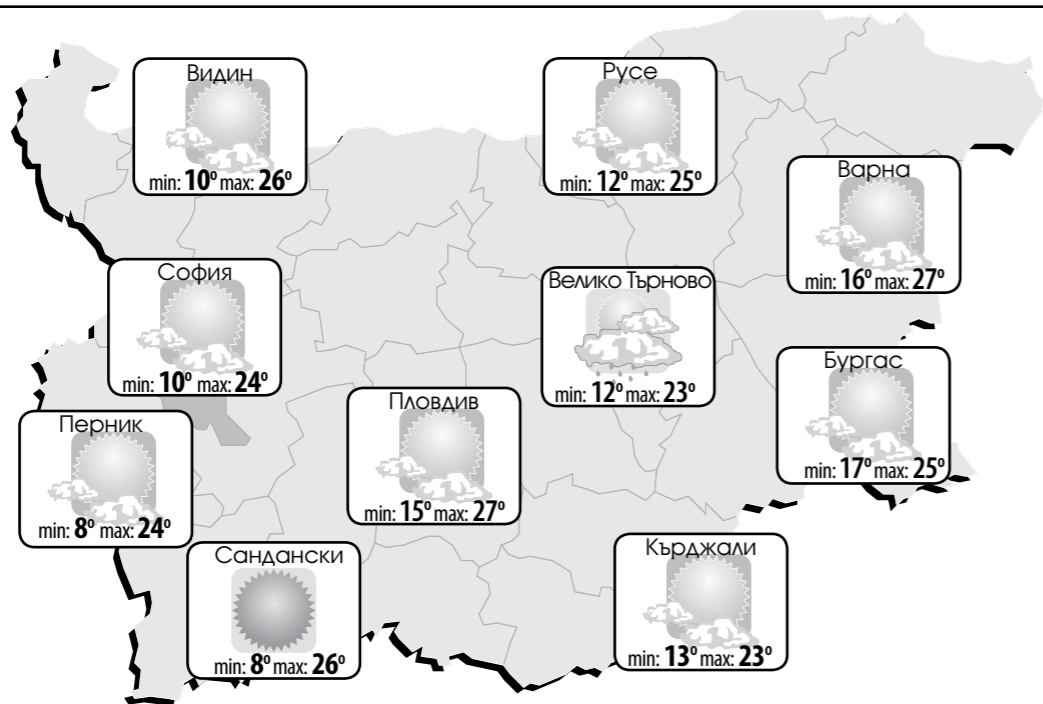 Видин
min: 10º max: 26º
Русе
min: 12º max: 25º
Варна
min: 16º max: 27º
София
min: 10º max: 24º
Велико Търново
min: 12º max: 23º
Бургас
min: 17º max: 25º
Пловдив
min: 15º max: 27º
Перник
min: 8º max: 24º
Сандански
min: 8º max: 26º
Кърджали
min: 13º max: 23º